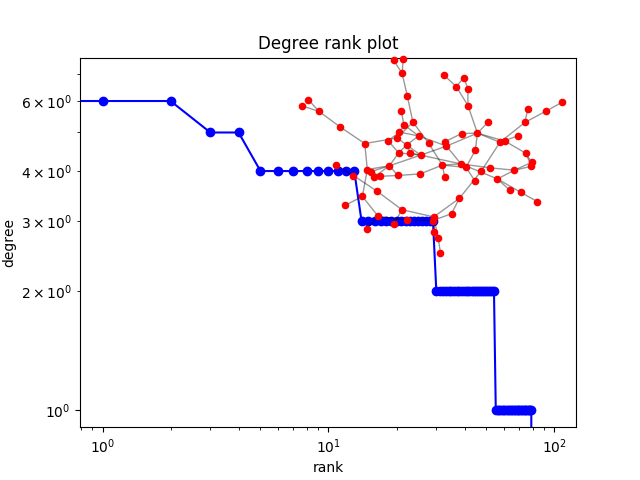 Degree rank plot
degree
6 × 10⁰
4 × 10⁰
3 × 10⁰
2 × 10⁰
10⁰
10⁰ 10¹ 10²
rank